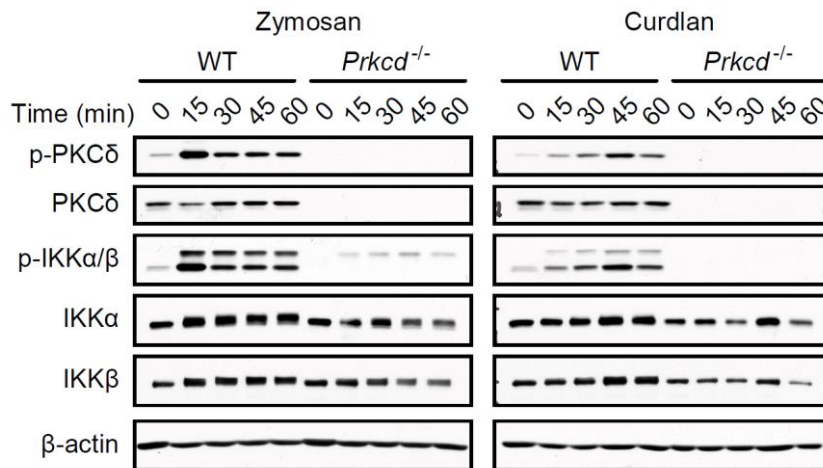 Zymosan Curdlan
WT Prkcd-/- WT Prkcd-/-
Time (min) 0 15 30 45 60 0 15 30 45 60 0 15 30 45 60 0 15 30 45 60
p-PKCδ
PKCδ
p-IKKα/β
IKKα
IKKβ
β-actin